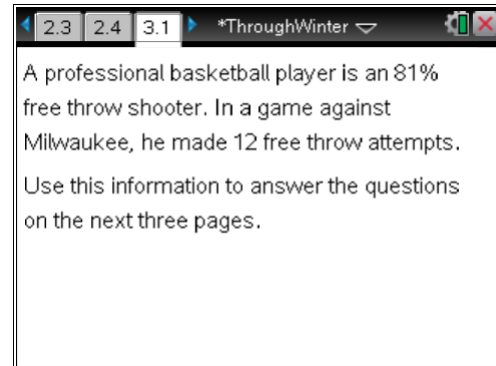 2.3 2.4 3.1 *ThroughWinter
A professional basketball player is an 81%
free throw shooter. In a game against
Milwaukee, he made 12 free throw attempts.
Use this information to answer the questions
on the next three pages.